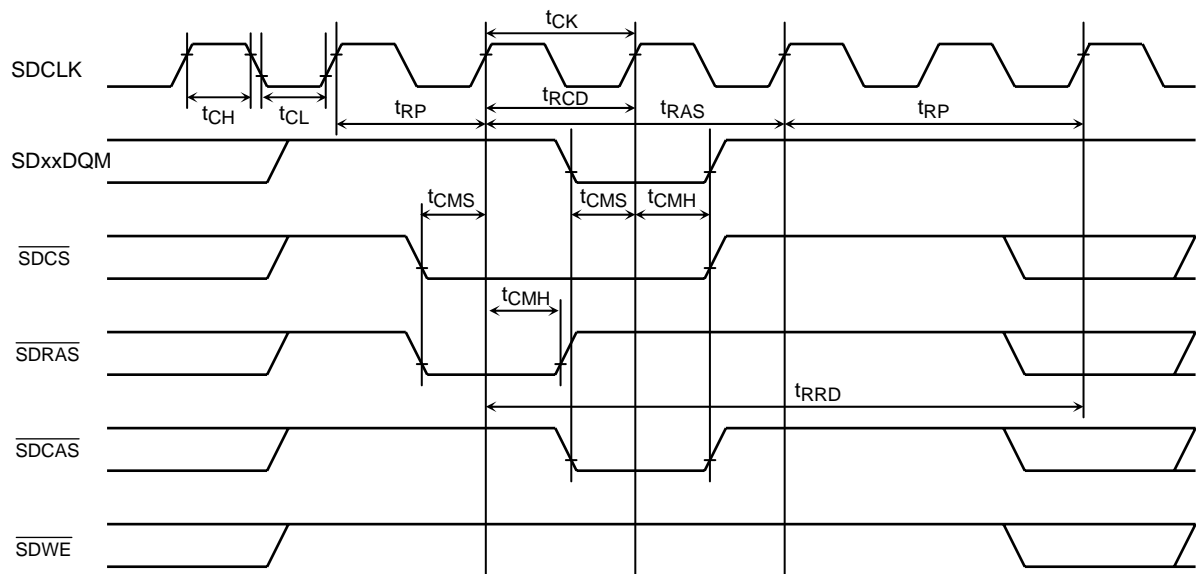 tCK
SDCLK
tCH
tCL
tRP
tRCD
tRAS
tRP
SDxxDQM
tCMS
tCMS
tCMH
SDCS
tCMH
SDRAS
tRRD
SDCAS
SDWE